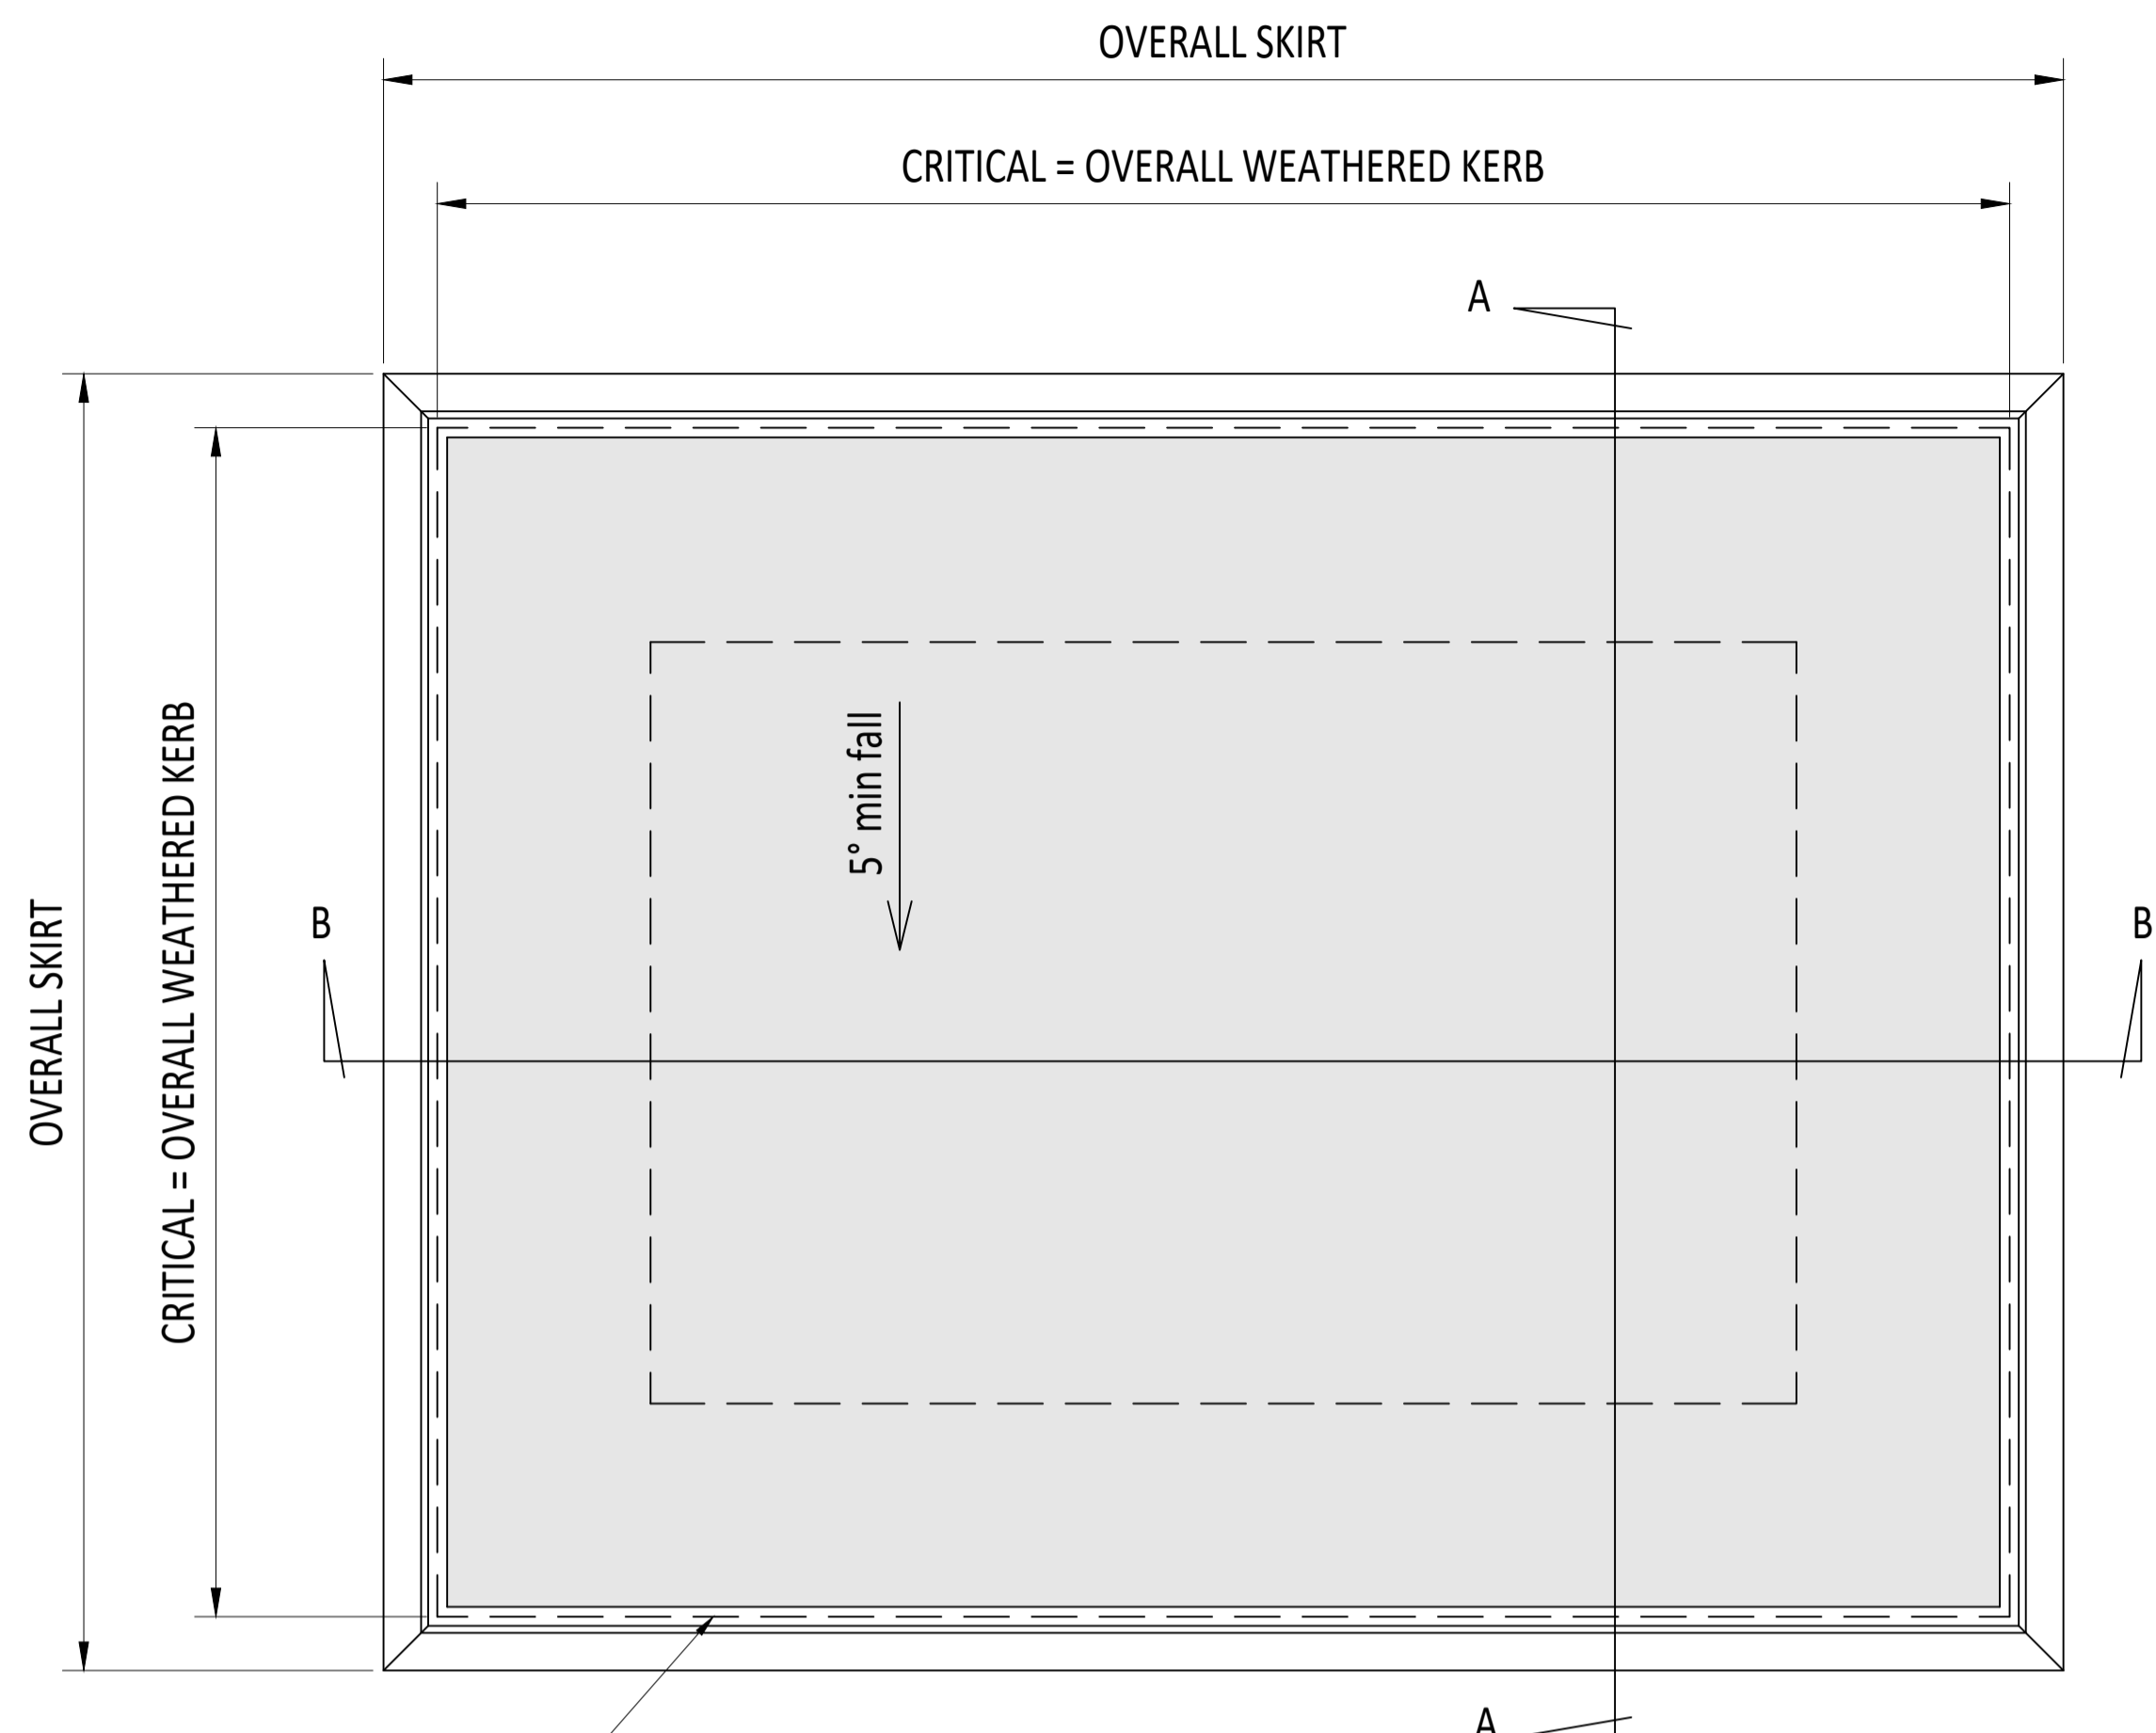 OVERALL SKIRT
CRITICAL = OVERALL WEATHERED KERB
A
OVERALL SKIRT
CRITICAL = OVERALL WEATHERED KERB
5° min fall
B
B
A